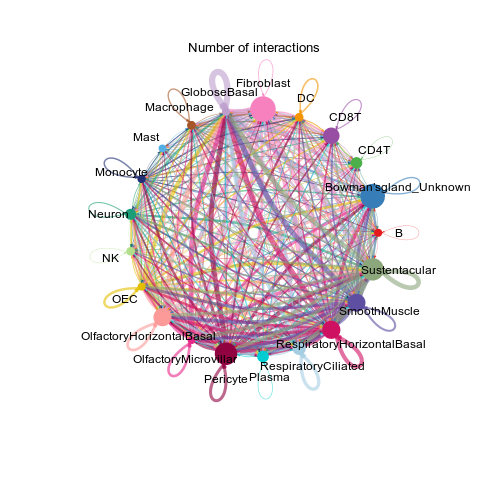 Number of interactions
Fibroblast
GloboseBasal
DC
Macrophage
CD8T
Mast
CD4T
Monocyte
Bowman'sgland_Unknown
Neuron
B
NK
Sustentacular
OEC
SmoothMuscle
OlfactoryHorizontalBasal
RespiratoryHorizontalBasal
OlfactoryMicrovillar
RespiratoryCiliated
Pericyte
Plasma